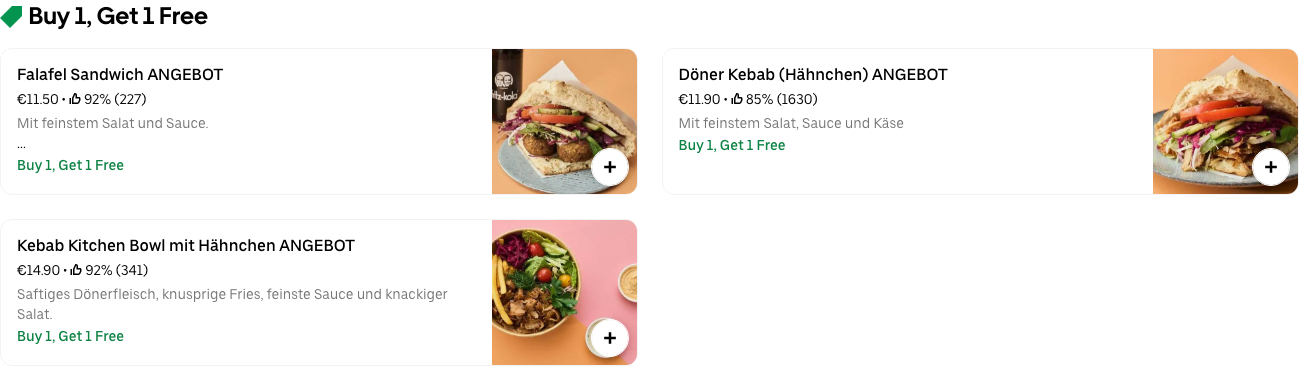 Buy 1, Get 1 Free
Falafel Sandwich ANGEBOT
€11.50 • 92% (227)
Mit feinstem Salat und Sauce.
...
Buy 1, Get 1 Free
Döner Kebab (Hähnchen) ANGEBOT
€11.90 • 85% (1630)
Mit feinstem Salat, Sauce und Käse
Buy 1, Get 1 Free
Kebab Kitchen Bowl mit Hähnchen ANGEBOT
€14.90 • 92% (341)
Saftiges Dönerfleisch, knusprige Fries, feinste Sauce und knackiger
Salat.
Buy 1, Get 1 Free